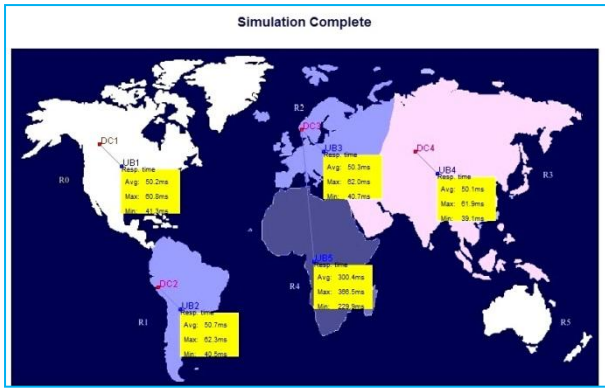 Simulation Complete
R2
DC1
DC3
DC4
UB1
Resp. time
Avg: 50.2ms
Max: 60.8ms
Min: 41.3ms
R0
UB3
Resp. time
Avg: 50.3ms
Max: 62.0ms
Min: 40.7ms
UB4
Resp. time
Avg: 50.1ms
Max: 61.9ms
Min: 39.1ms
R3
DC2
UB2
Resp. time
Avg: 50.7ms
Max: 62.3ms
Min: 40.5ms
R1
UB5
Resp. time
Avg: 300.4ms
Max: 366.5ms
Min: 229.9ms
R4
R5